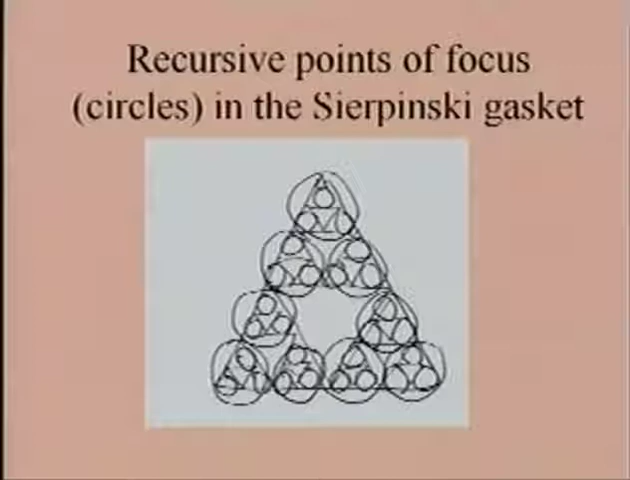 Recursive points of focus
(circles) in the Sierpinski gasket